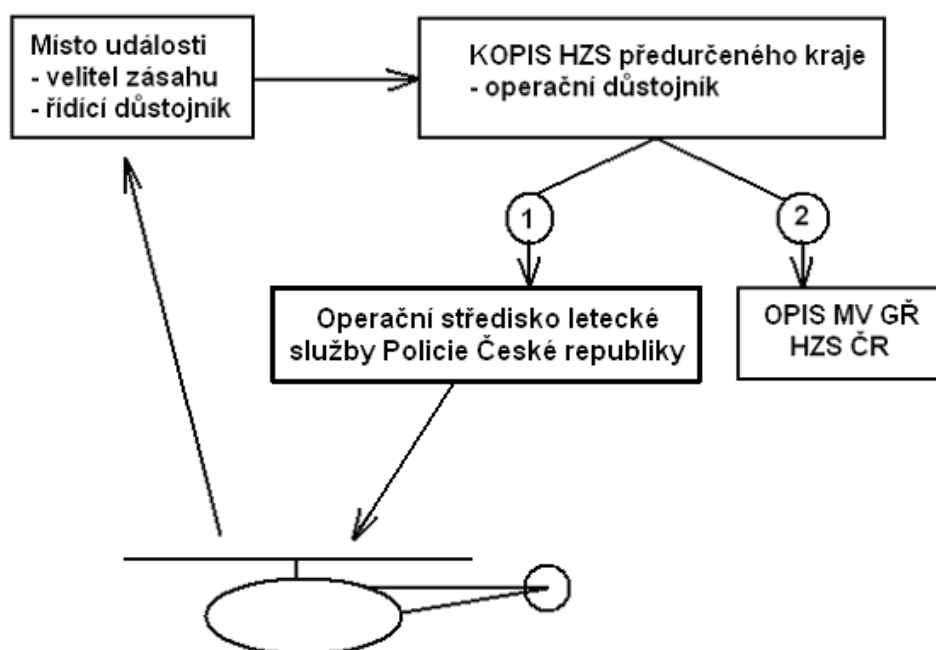 Místo události
- velitel zásahu
- řídící důstojník
KOPIS HZS předurčeného kraje
- operační důstojník
1
2
Operační středisko letecké
služby Policie České republiky
OPIS MV GŘ
HZS ČR